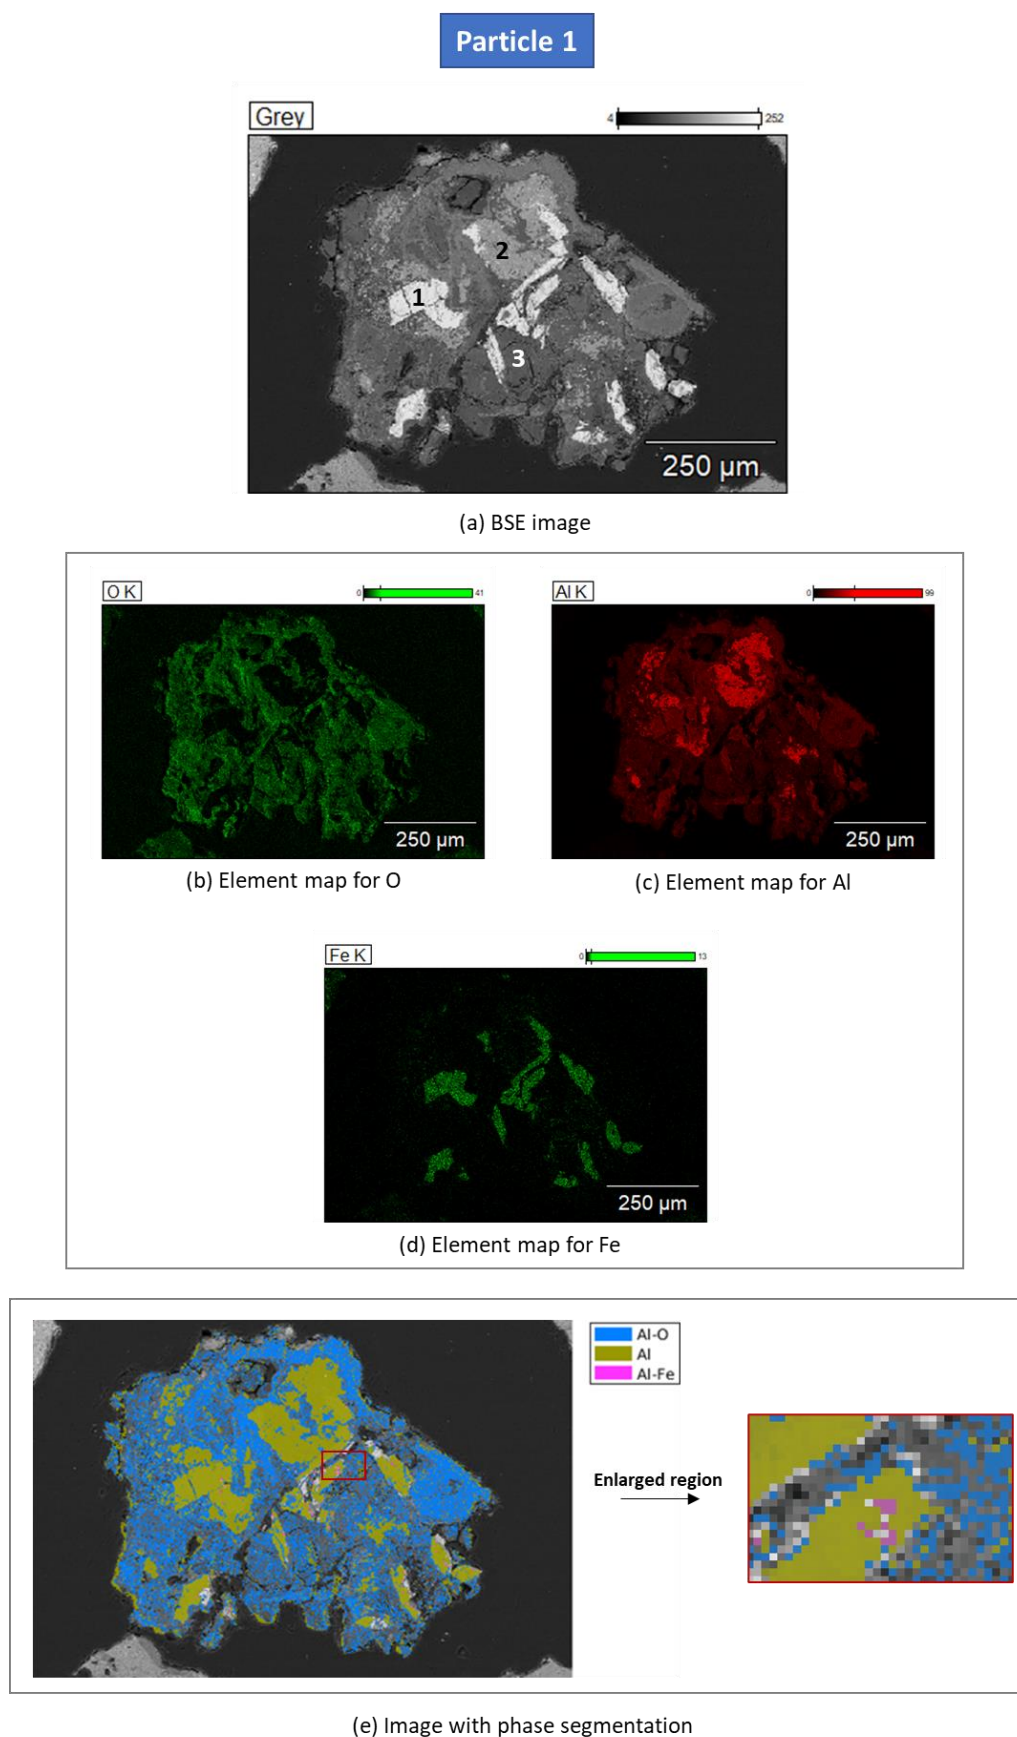 Particle 1
Grey
4 252
1
2
3
250 µm
(a) BSE image
O K
0 41
250 µm
(b) Element map for O
Al K
0 99
250 µm
(c) Element map for Al
Fe K
0 13
250 µm
(d) Element map for Fe
Al-O
Al
Al-Fe
Enlarged region
(e) Image with phase segmentation